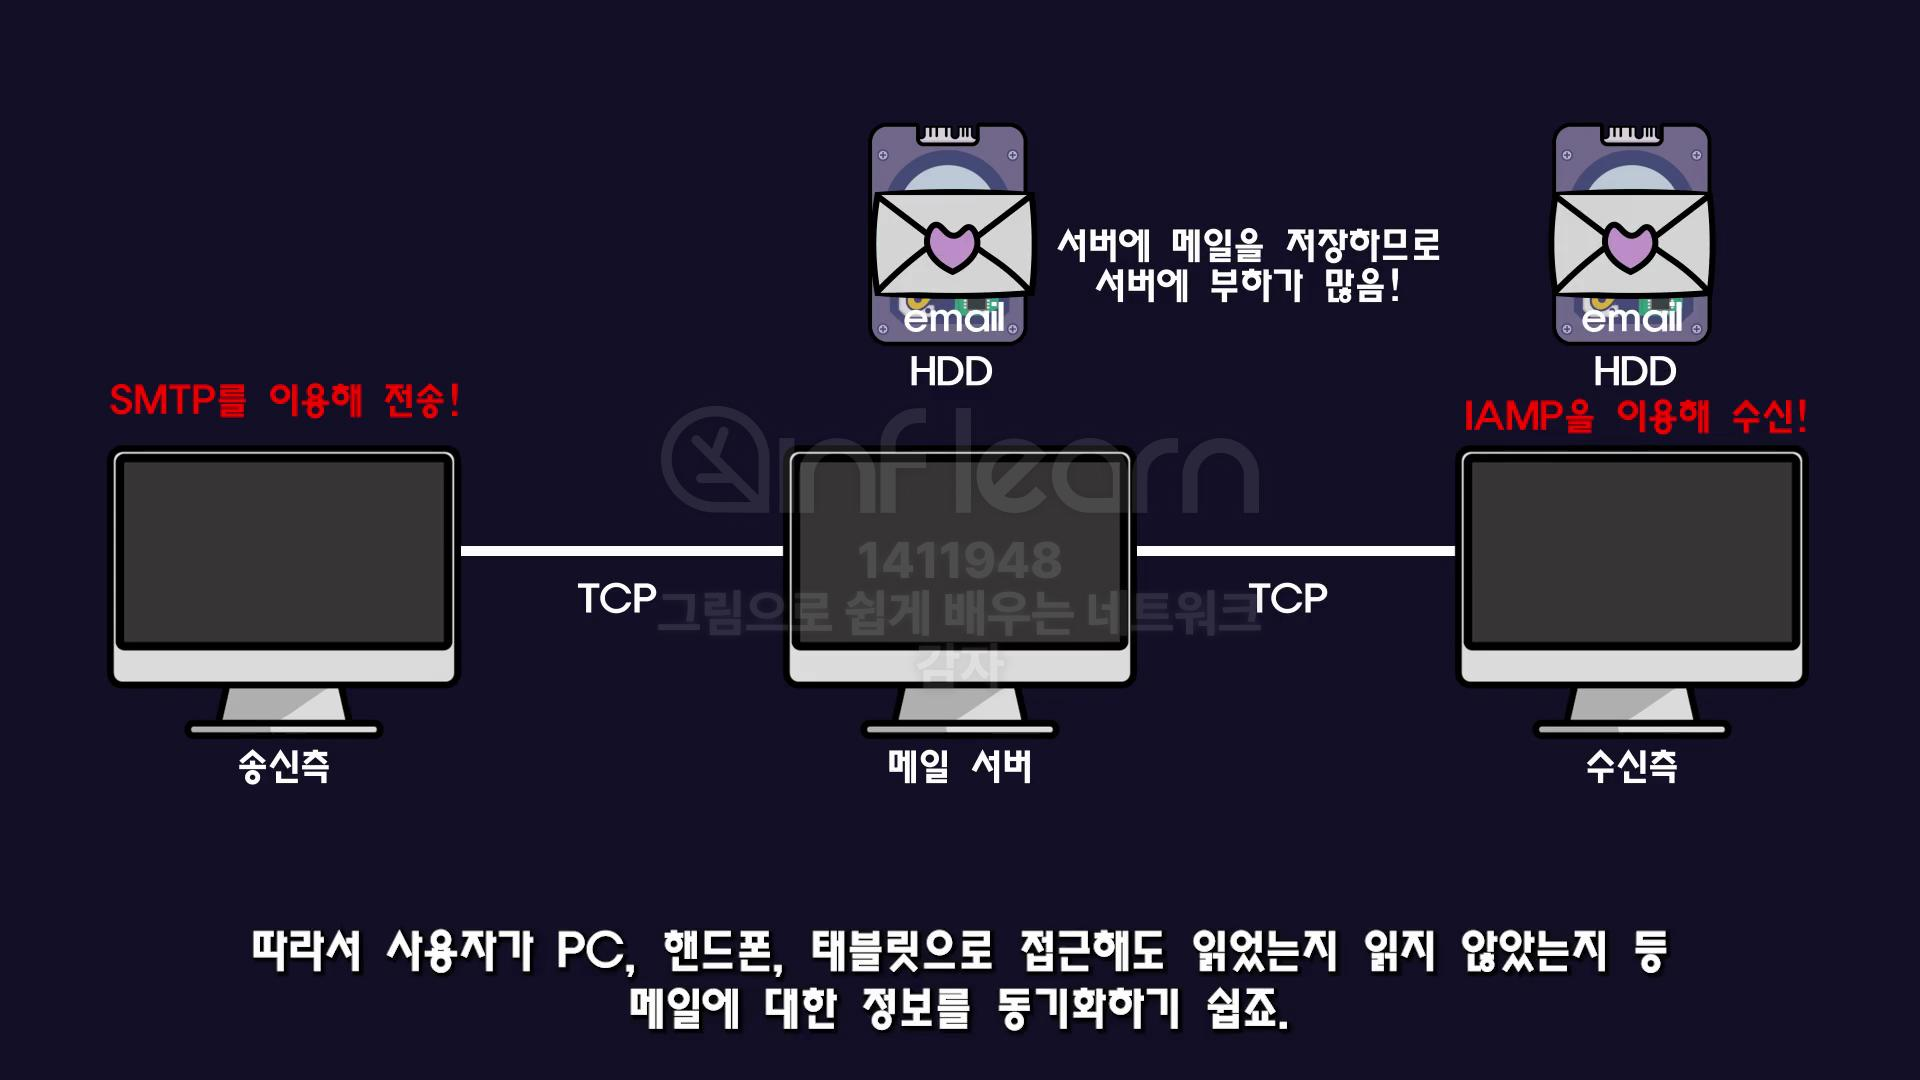 서버에 메일을 저장하므로
서버에 부하가 많음!
email
email
HDD
HDD
SMTP를 이용해 전송!
IAMP을 이용해 수신!
inflearn
1411948
그림으로 쉽게 배우는 네트워크
감자
TCP
TCP
송신측
메일 서버
수신측
따라서 사용자가 PC, 핸드폰, 태블릿으로 접근해도 읽었는지 읽지 않았는지 등
메일에 대한 정보를 동기화하기 쉽죠.